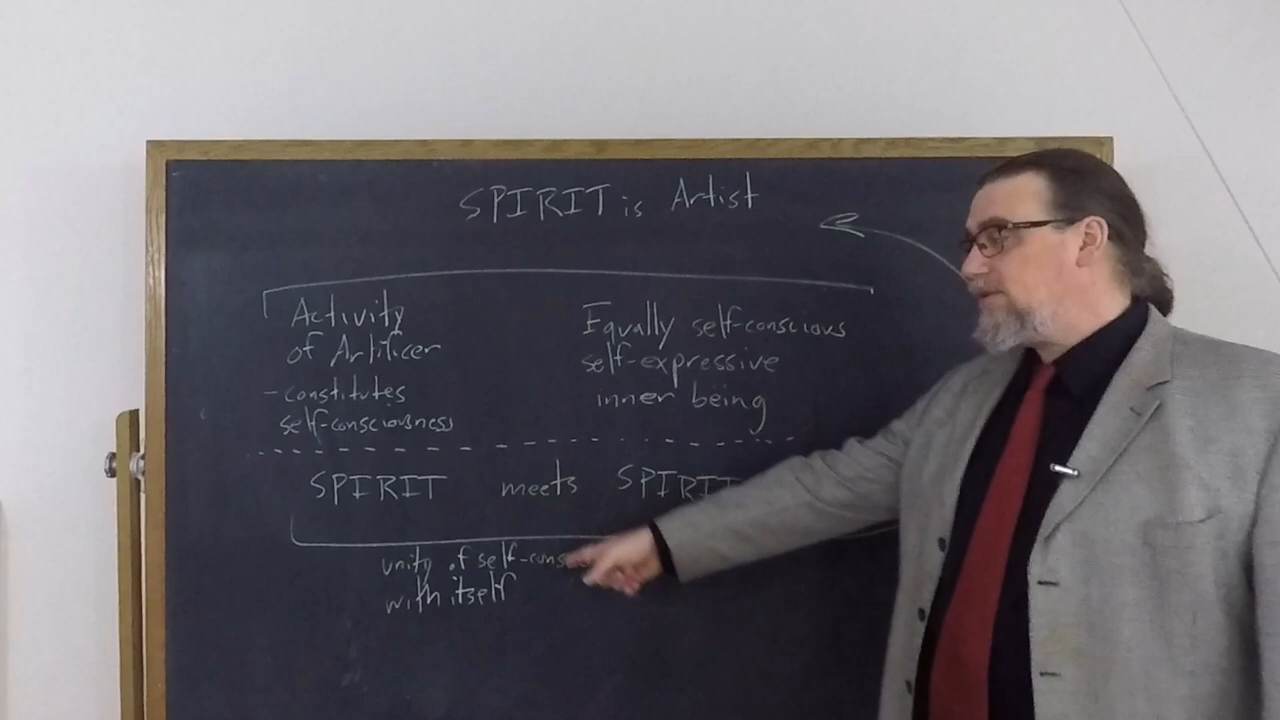 SPIRIT is Artist
Activity
of Artificer
- constitutes
self-consciousness
Equally self-conscious
self-expressive
inner being
SPIRIT meets SPIRIT
unity of self-cons
with itself